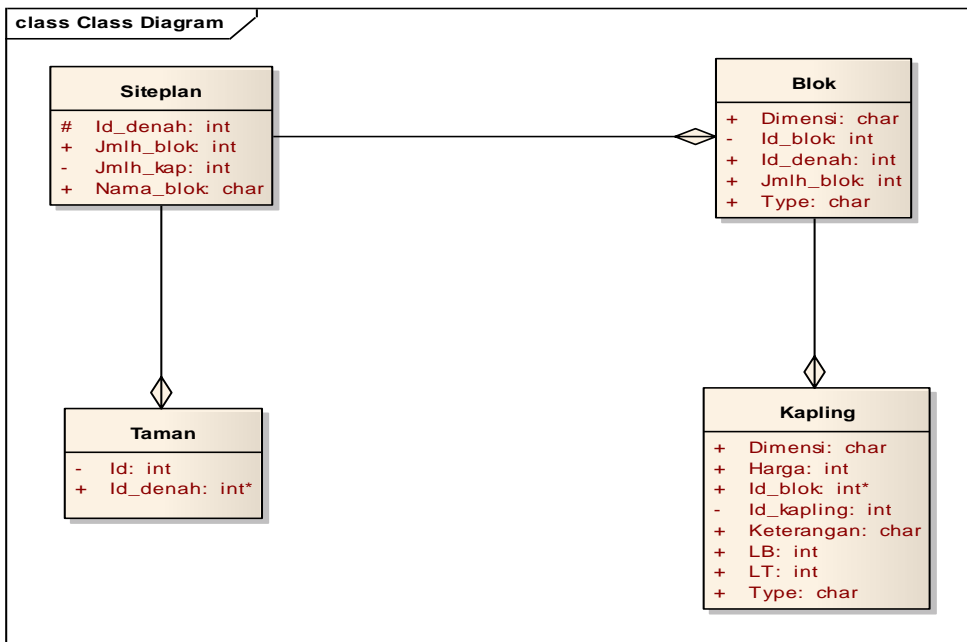 class Class Diagram
Siteplan
# Id_denah: int
+ Jmlh_blok: int
- Jmlh_kap: int
+ Nama_blok: char
Blok
+ Dimensi: char
- Id_blok: int
+ Id_denah: int
+ Jmlh_blok: int
+ Type: char
Taman
- Id: int
+ Id_denah: int*
Kapling
+ Dimensi: char
+ Harga: int
+ Id_blok: int*
- Id_kapling: int
+ Keterangan: char
+ LB: int
+ LT: int
+ Type: char